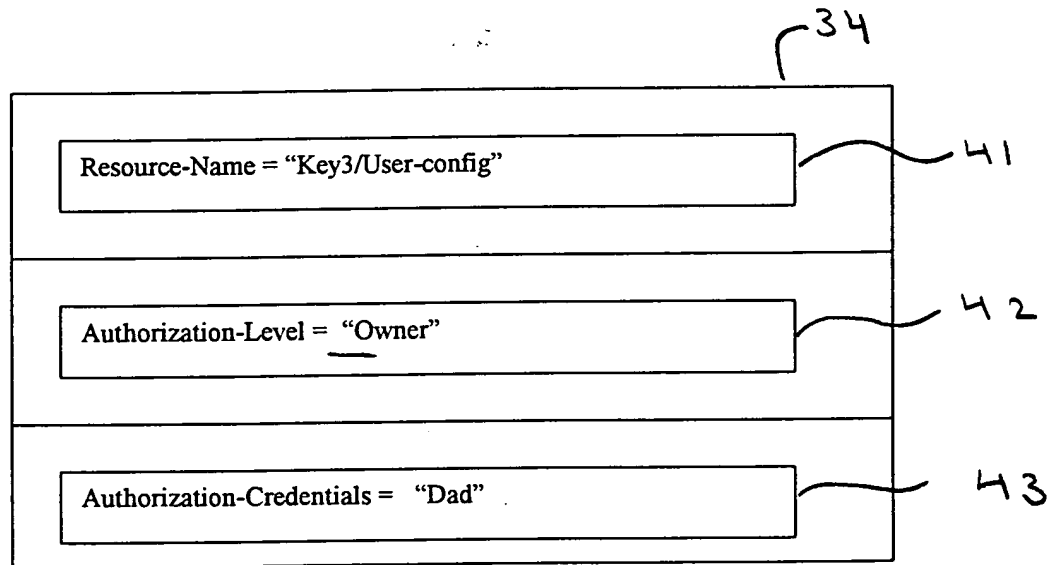 34
Resource-Name = “Key3/User-config”
41
Authorization-Level = “Owner”
42
Authorization-Credentials = “Dad”
43